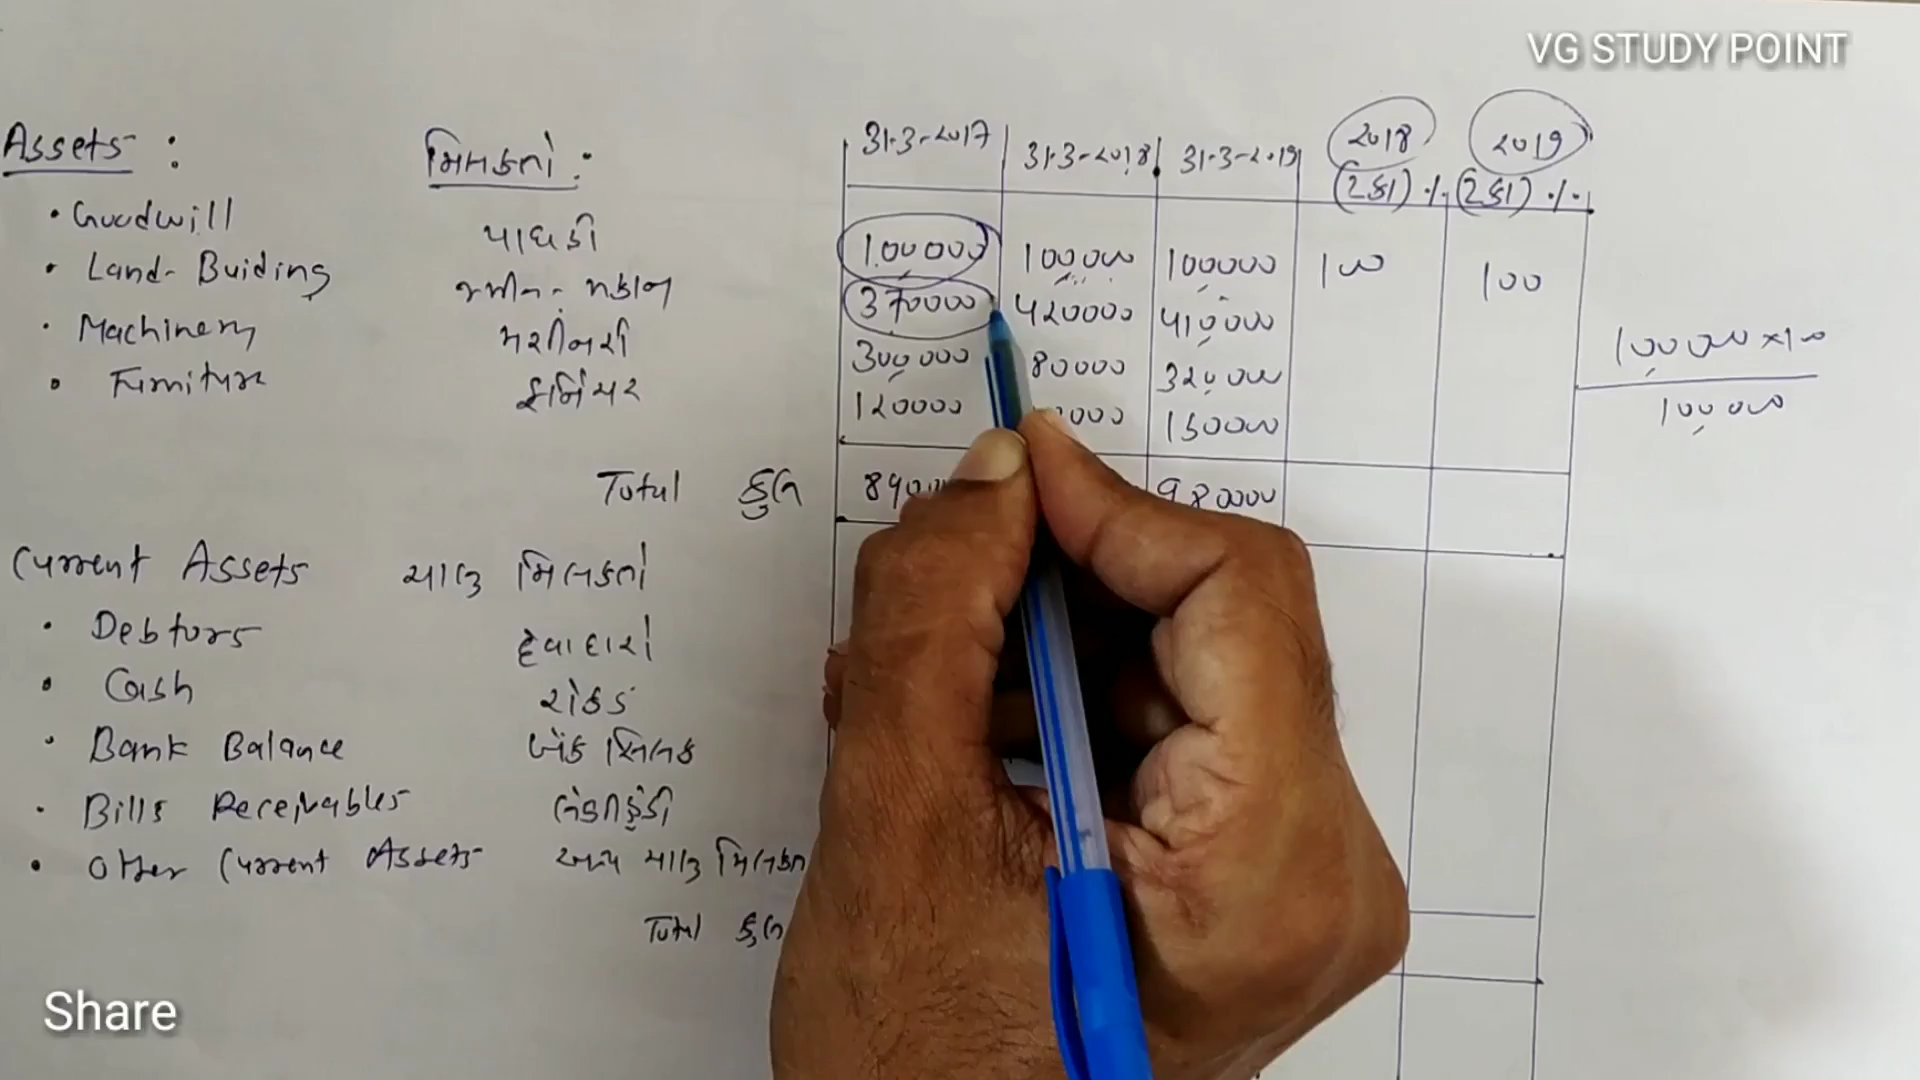 VG STUDY POINT
Assets : મિલકતો : 31-3-2017 31-3-2018 31-3-2019 2018 2019
(ટકા) % (ટકા) %
• Goodwill પાઘડી 100000 100000 100000 100 100
• Land-Buiding જમીન-મકાન 370000 420000 410000
• Machinery મશીનરી 300000 80000 320000
• Furniture ફર્નિચર 120000 0000 150000
100000 × 100
100000
Total કુલ 980000
Current Assets ચાલુ મિલકતો
• Debtors દેવાદારો
• Cash રોકડ
• Bank Balance બેંક સિલક
• Bills Receivables લેણીહુંડી
• Other Current Assets અન્ય ચાલુ મિલકત
Total કુલ
Share